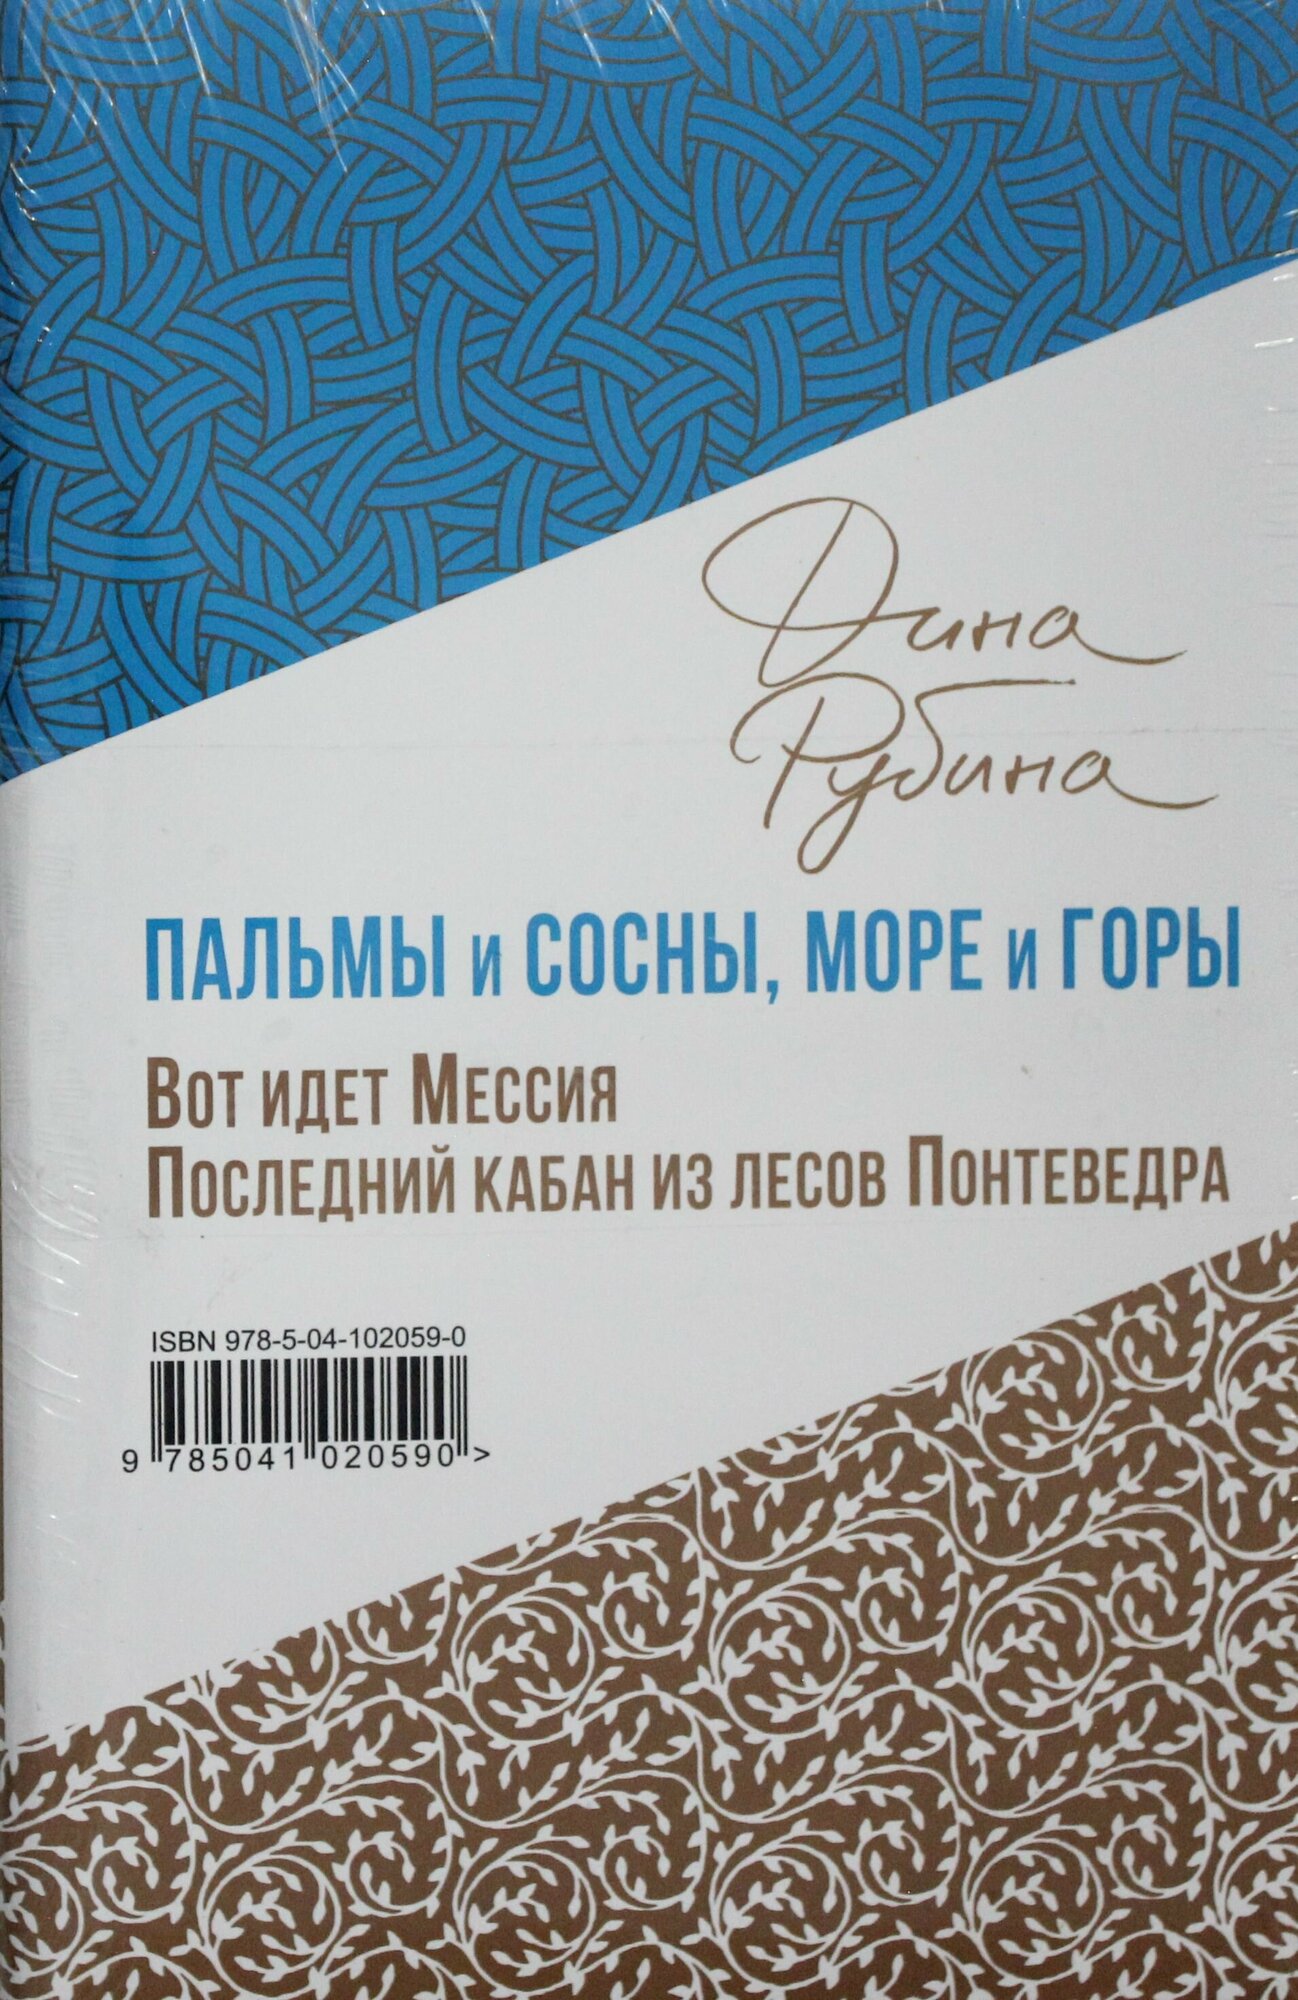 Дина
Рубина
ПАЛЬМЫ и СОСНЫ, МОРЕ и ГОРЫ
ВОТ ИДЕТ МЕССИЯ
ПОСЛЕДНИЙ КАБАН ИЗ ЛЕСОВ ПОНТЕВЕДРА
ISBN 978-5-04-102059-0
9 785041 020590 >